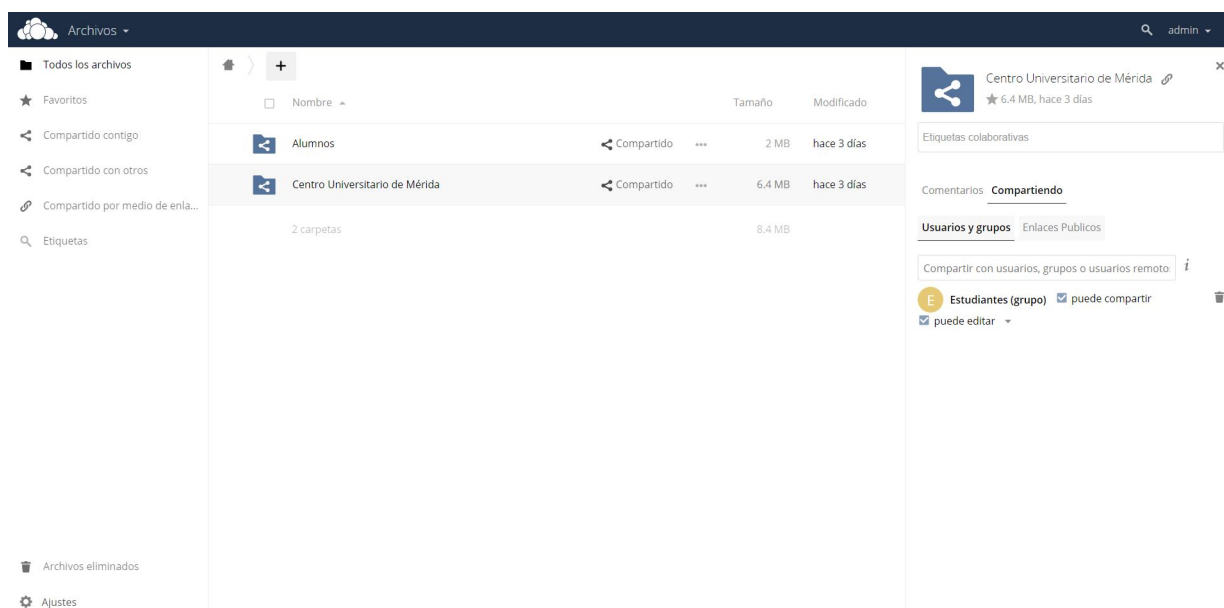 Archivos
admin
Todos los archivos
Favoritos
Compartido contigo
Compartido con otros
Compartido por medio de enla...
Etiquetas
Archivos eliminados
Ajustes
+
Nombre Tamaño Modificado
Alumnos Compartido ... 2 MB hace 3 días
Centro Universitario de Mérida Compartido ... 6.4 MB hace 3 días
2 carpetas 8.4 MB
Centro Universitario de Mérida
6.4 MB, hace 3 días
Etiquetas colaborativas
Comentarios Compartiendo
Usuarios y grupos Enlaces Publicos
Compartir con usuarios, grupos o usuarios remoto
i
E Estudiantes (grupo) puede compartir
puede editar